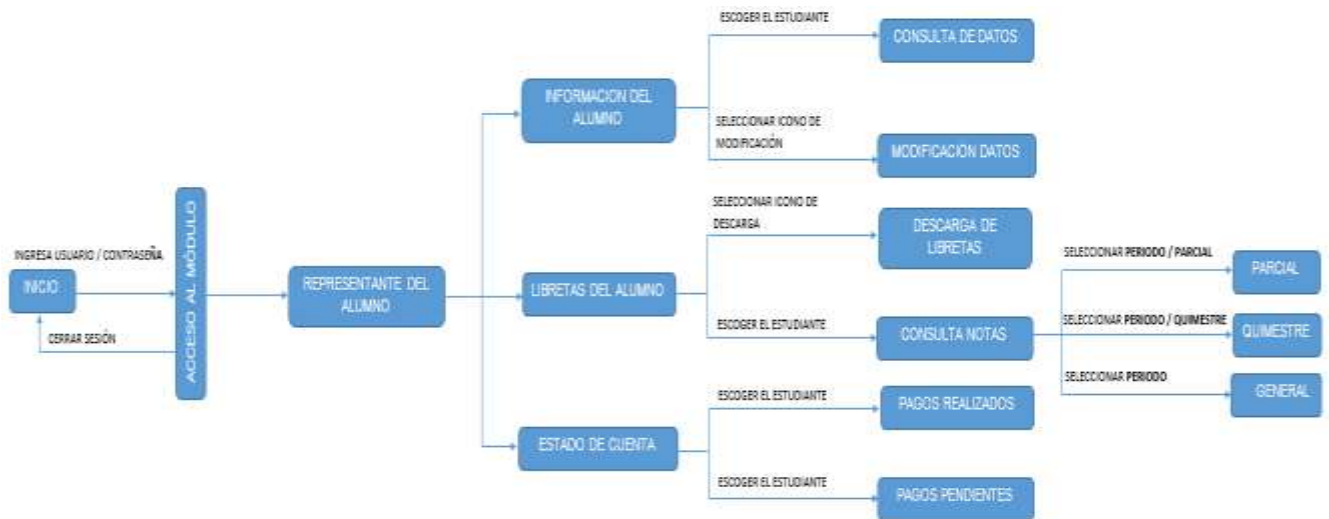 INGRESA USUARIO / CONTRASEÑA
INICIO
CERRAR SESIÓN
ACCESO AL MÓDULO
REPRESENTANTE DEL
ALUMNO
INFORMACION DEL
ALUMNO
ESCOGER EL ESTUDIANTE
CONSULTA DE DATOS
SELECCIONAR ICONO DE
MODIFICACIÓN
MODIFICACION DATOS
LIBRETAS DEL ALUMNO
SELECCIONAR ICONO DE
DESCARGA
DESCARGA DE
LIBRETAS
ESCOGER EL ESTUDIANTE
CONSULTA NOTAS
SELECCIONAR PERIODO / PARCIAL
PARCIAL
SELECCIONAR PERIODO / QUIMESTRE
QUIMESTRE
SELECCIONAR PERIODO
GENERAL
ESTADO DE CUENTA
ESCOGER EL ESTUDIANTE
PAGOS REALIZADOS
ESCOGER EL ESTUDIANTE
PAGOS PENDIENTES